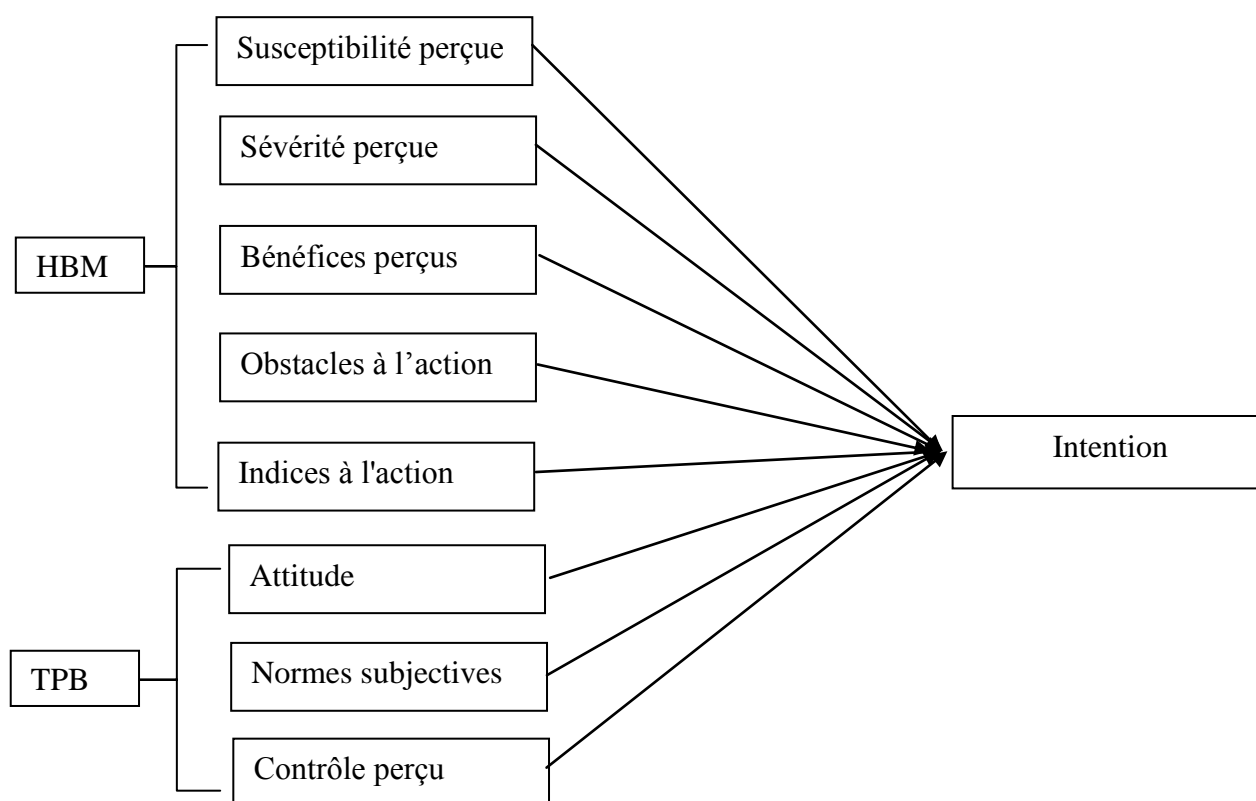 Susceptibilité perçue
Sévérité perçue
HBM
Bénéfices perçus
Obstacles à l’action
Indices à l'action
Intention
Attitude
TPB
Normes subjectives
Contrôle perçu